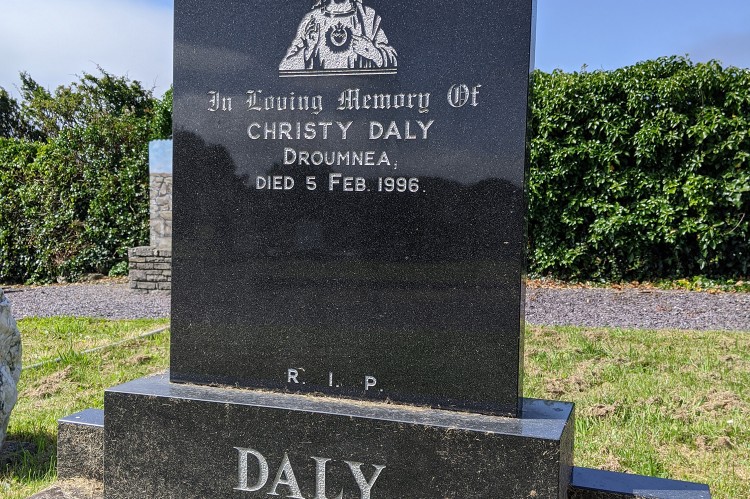 In Loving Memory Of
CHRISTY DALY
DROUMNEA,
DIED 5 FEB. 1996.
R. I. P.
DALY